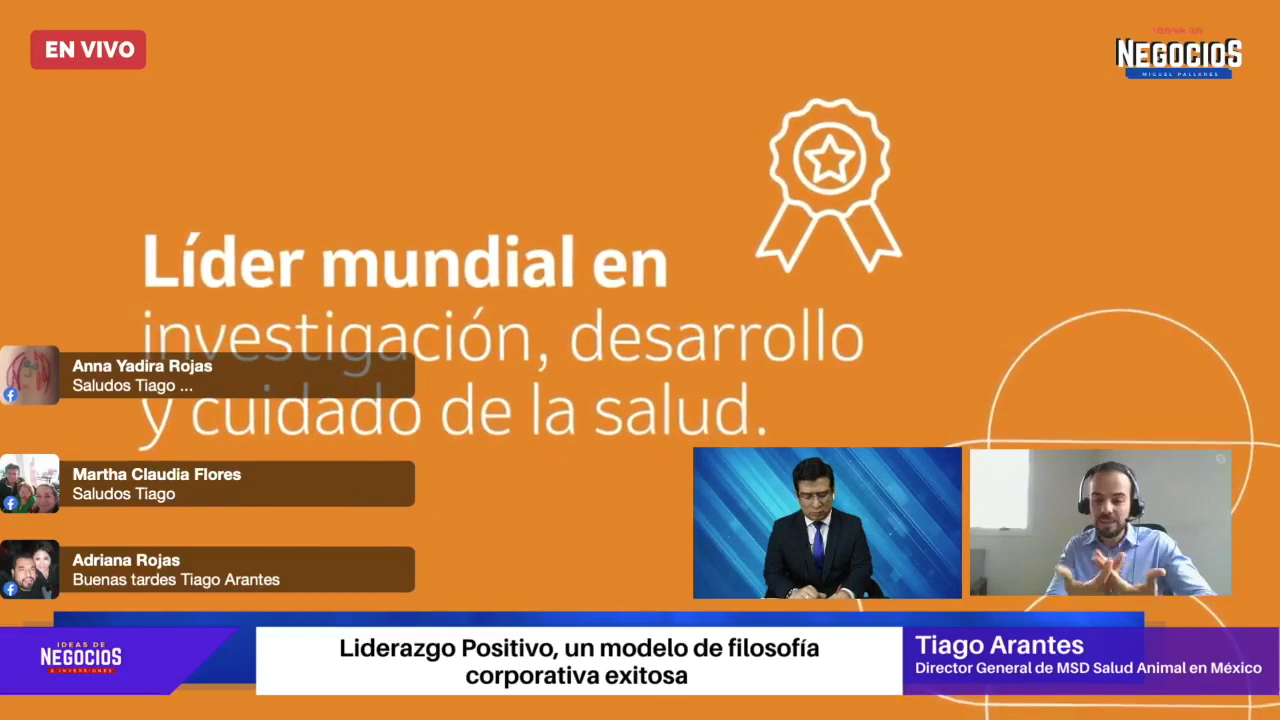 EN VIVO
NEGOCIOS
MIGUEL PALLARES
Líder mundial en
investigación, desarrollo
y cuidado de la salud.
Anna Yadira Rojas
Saludos Tiago ...
Martha Claudia Flores
Saludos Tiago
Adriana Rojas
Buenas tardes Tiago Arantes
IDEAS DE
NEGOCIOS
& INVERSIONES
Liderazgo Positivo, un modelo de filosofía
corporativa exitosa
Tiago Arantes
Director General de MSD Salud Animal en México